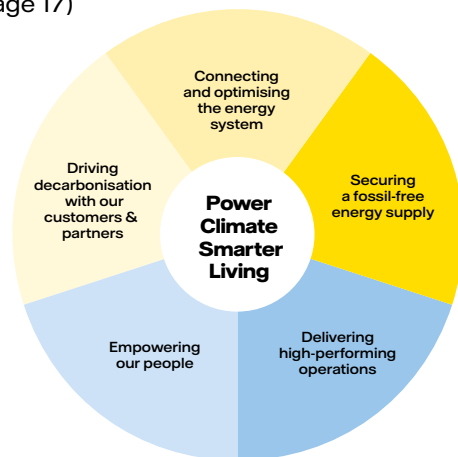 age 17)
Connecting
and optimising
the energy
system
Securing
a fossil-free
energy supply
Driving
decarbonisation
with our
customers &
partners
Power
Climate
Smarter
Living
Empowering
our people
Delivering
high-performing
operations